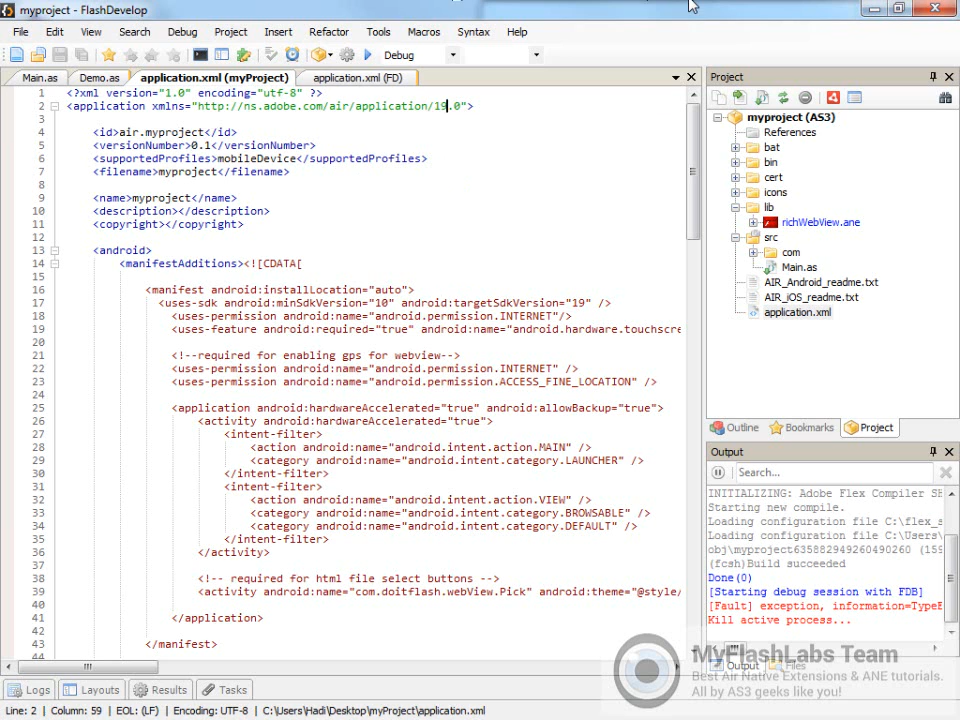 myproject - FlashDevelop
File Edit View Search Debug Project Insert Refactor Tools Macros Syntax Help
Debug
Main.as Demo.as application.xml (myProject) application.xml (FD)
1 <?xml version="1.0" encoding="utf-8" ?>
2 <application xmlns="http://ns.adobe.com/air/application/19.0">
3
4 <id>air.myproject</id>
5 <versionNumber>0.1</versionNumber>
6 <supportedProfiles>mobileDevice</supportedProfiles>
7 <filename>myproject</filename>
8
9 <name>myproject</name>
10 <description></description>
11 <copyright></copyright>
12
13 <android>
14 <manifestAdditions><![CDATA[
15
16 <manifest android:installLocation="auto">
17 <uses-sdk android:minSdkVersion="10" android:targetSdkVersion="19" />
18 <uses-permission android:name="android.permission.INTERNET"/>
19 <uses-feature android:required="true" android:name="android.hardware.touchscre
20
21 <!--required for enabling gps for webview-->
22 <uses-permission android:name="android.permission.INTERNET" />
23 <uses-permission android:name="android.permission.ACCESS_FINE_LOCATION" />
24
25 <application android:hardwareAccelerated="true" android:allowBackup="true">
26 <activity android:hardwareAccelerated="true">
27 <intent-filter>
28 <action android:name="android.intent.action.MAIN" />
29 <category android:name="android.intent.category.LAUNCHER" />
30 </intent-filter>
31 <intent-filter>
32 <action android:name="android.intent.action.VIEW" />
33 <category android:name="android.intent.category.BROWSABLE" />
34 <category android:name="android.intent.category.DEFAULT" />
35 </intent-filter>
36 </activity>
37
38 <!-- required for html file select buttons -->
39 <activity android:name="com.doitflash.webView.Pick" android:theme="@style/
40
41 </application>
42
43 </manifest>
44
Project
myproject (AS3)
References
bat
bin
cert
icons
lib
richWebView.ane
src
com
Main.as
AIR_Android_readme.txt
AIR_iOS_readme.txt
application.xml
Outline Bookmarks Project
Output
Search...
INITIALIZING: Adobe Flex Compiler SH
Starting new compile.
Loading configuration file C:\flex_s
Loading configuration file C:\Users\
obj\myproject635882949260490260 (159
(fcsh)Build succeeded
Done(0)
[Starting debug session with FDB]
[Fault] exception, information=TypeE
Kill active process...
Output Files
MyFlashLabs Team
Best Air Native Extensions & ANE tutorials.
All by AS3 geeks like you!
Logs Layouts Results Tasks
Line: 2 Column: 59 EOL: (LF) Encoding: UTF-8 C:\Users\Hadi\Desktop\myProject\application.xml